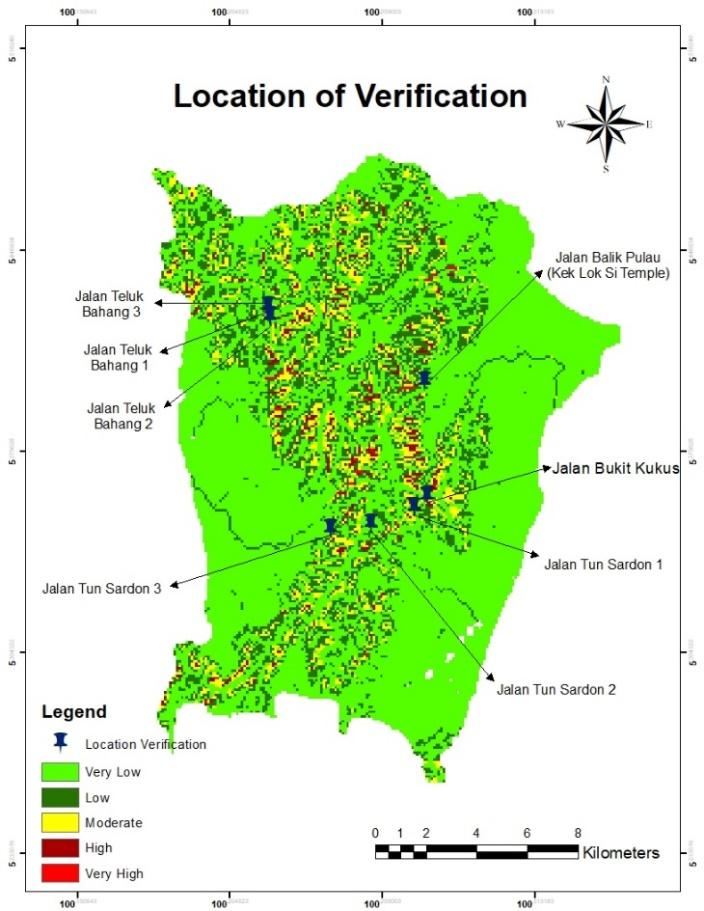 Location of Verification
N
W
E
S
Jalan Balik Pulau
(Kek Lok Si Temple)
Jalan Teluk
Bahang 3
Jalan Teluk
Bahang 1
Jalan Teluk
Bahang 2
Jalan Bukit Kukus
Jalan Tun Sardon 1
Jalan Tun Sardon 3
Jalan Tun Sardon 2
Legend
Location Verification
Very Low
Low
Moderate
High
Very High
0 1 2 4 6 8
Kilometers